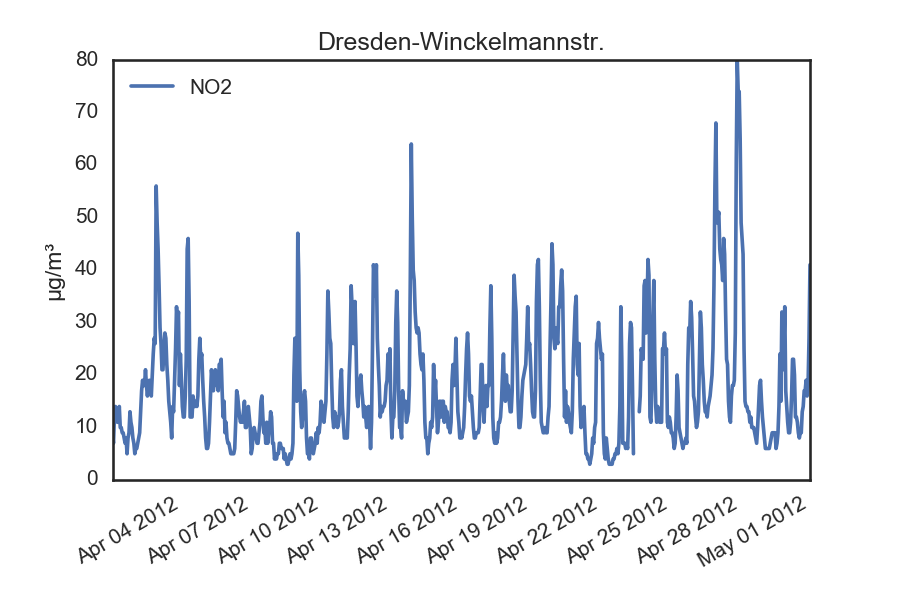 Dresden-Winckelmannstr.
NO2
µg/m³
80
70
60
50
40
30
20
10
0
Apr 04 2012
Apr 07 2012
Apr 10 2012
Apr 13 2012
Apr 16 2012
Apr 19 2012
Apr 22 2012
Apr 25 2012
Apr 28 2012
May 01 2012